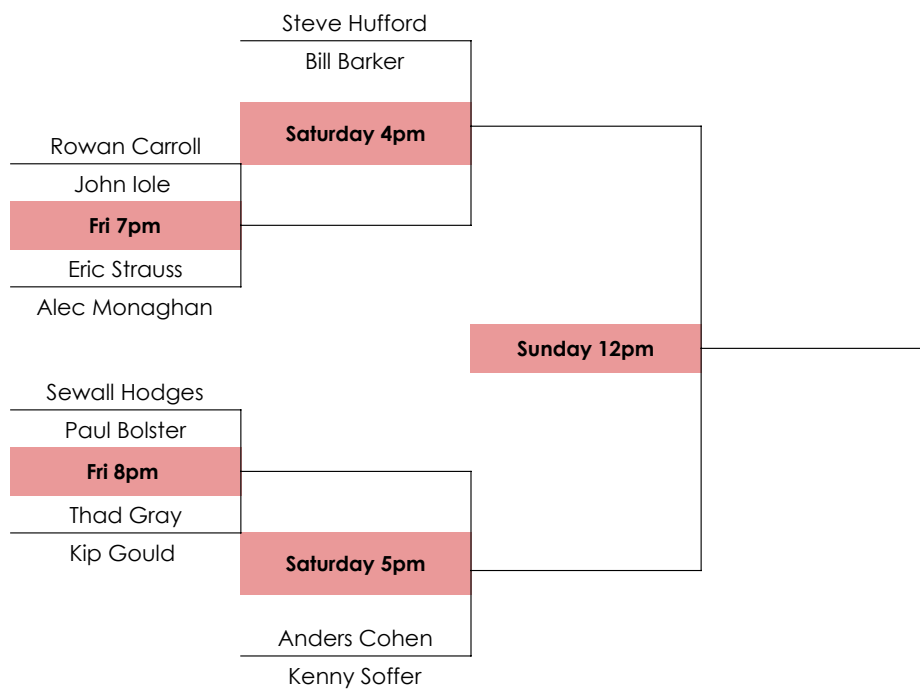 Steve Hufford
Bill Barker
Saturday 4pm
Rowan Carroll
John Iole
Fri 7pm
Eric Strauss
Alec Monaghan
Sunday 12pm
Sewall Hodges
Paul Bolster
Fri 8pm
Thad Gray
Kip Gould
Saturday 5pm
Anders Cohen
Kenny Soffer